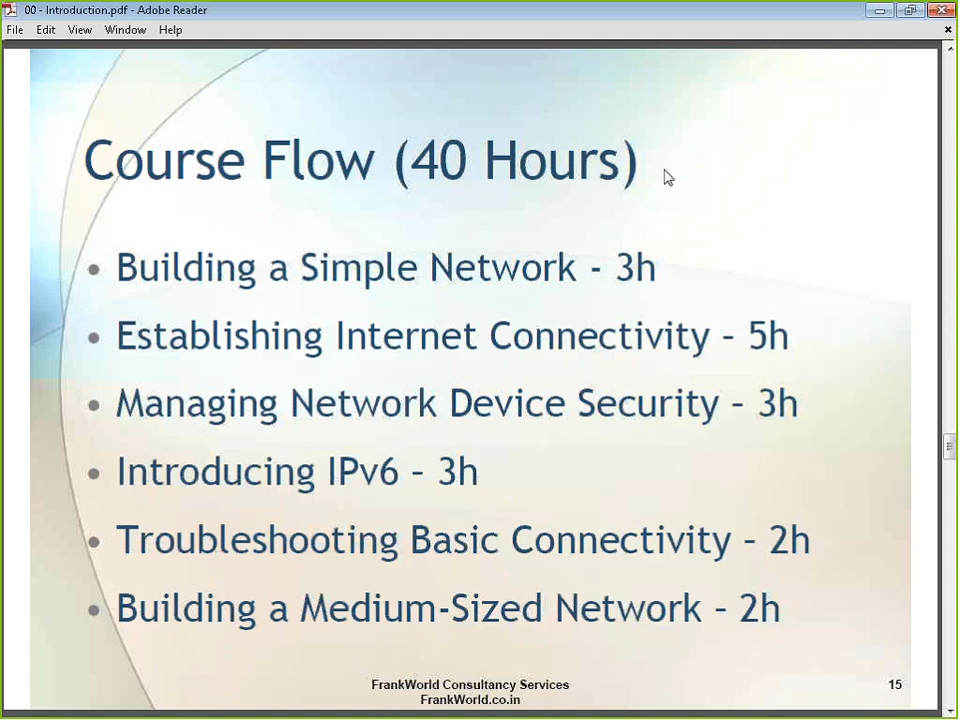 00 - Introduction.pdf - Adobe Reader
File Edit View Window Help
Course Flow (40 Hours)
• Building a Simple Network - 3h
• Establishing Internet Connectivity – 5h
• Managing Network Device Security – 3h
• Introducing IPv6 – 3h
• Troubleshooting Basic Connectivity – 2h
• Building a Medium-Sized Network – 2h
FrankWorld Consultancy Services
FrankWorld.co.in
15